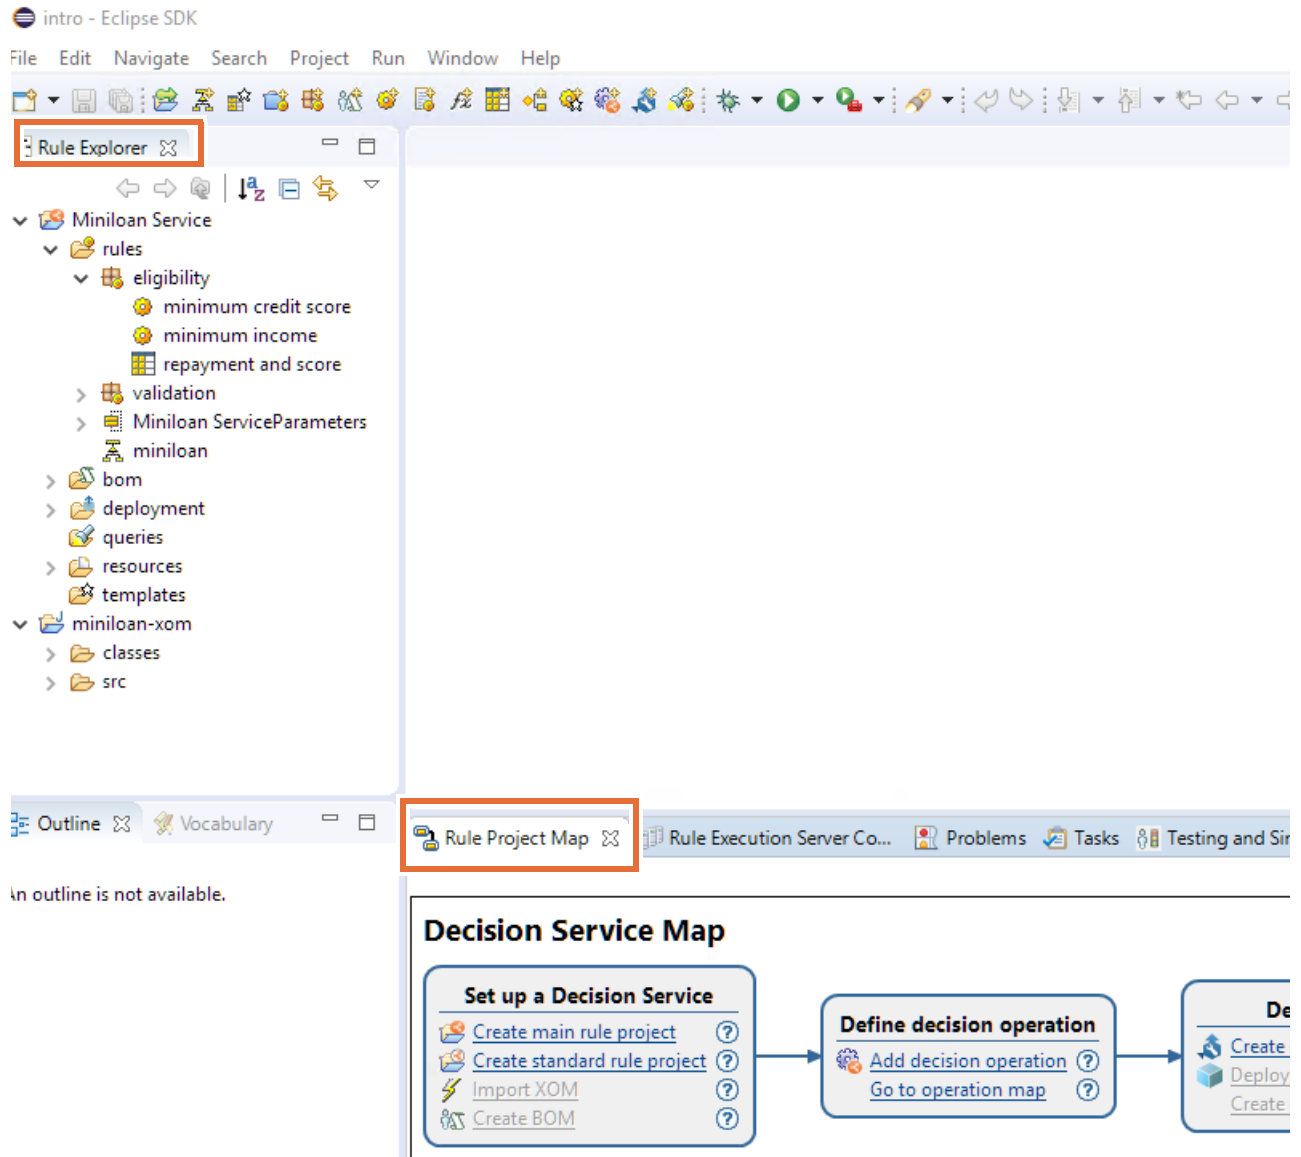 intro - Eclipse SDK
File Edit Navigate Search Project Run Window Help
Rule Explorer
Miniloan Service
rules
eligibility
minimum credit score
minimum income
repayment and score
validation
Miniloan ServiceParameters
miniloan
bom
deployment
queries
resources
templates
miniloan-xom
classes
src
Outline Vocabulary
An outline is not available.
Rule Project Map Rule Execution Server Co... Problems Tasks Testing and Sir
Decision Service Map
Set up a Decision Service
Create main rule project
Create standard rule project
Import XOM
Create BOM
Define decision operation
Add decision operation
Go to operation map
De
Create
Deploy
Create